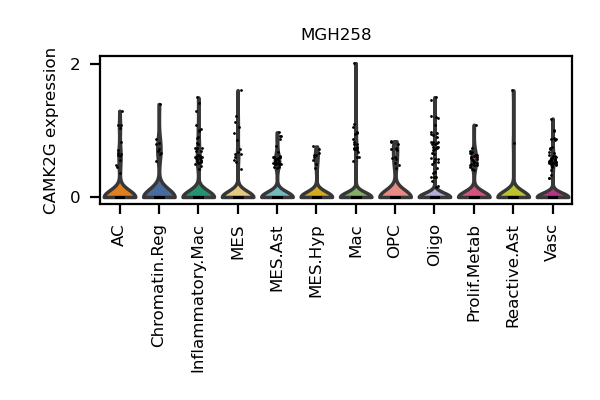 MGH258
CAMK2G expression
2
0
AC
Chromatin.Reg
Inflammatory.Mac
MES
MES.Ast
MES.Hyp
Mac
OPC
Oligo
Prolif.Metab
Reactive.Ast
Vasc